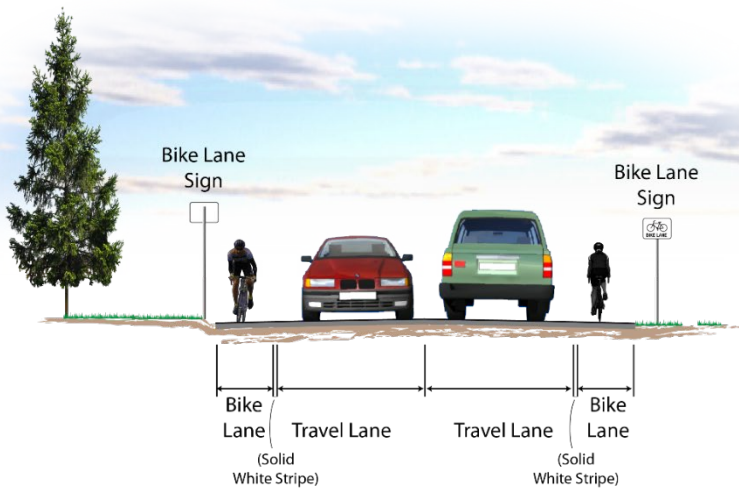 Bike Lane
Sign
Bike Lane
Sign
BIKE LANE
Bike
Lane
Travel Lane
Travel Lane
Bike
Lane
(Solid
White Stripe)
(Solid
White Stripe)